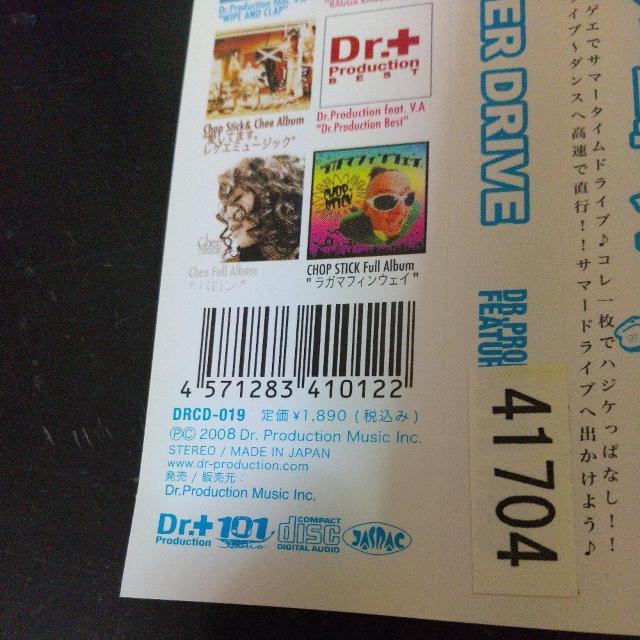 Dr.Production feat. V.A
"WIPE AND CLAP"
Dr.+
Production
BEST
Chop Stick& Chee Album
レゲエミュージック"
Dr.Production feat. V.A
"Dr.Production Best"
Chee Full Album
CHOP STICK Full Album
"ラガマフィンウェイ"
4 571283 410122
DRCD-019 定価¥1,890 (税込み)
ⓅⒸ 2008 Dr. Production Music Inc.
STEREO / MADE IN JAPAN
www.dr-production.com
発売 / 販売元:
Dr.Production Music Inc.
Dr.+
Production
101
COMPACT
disc
DIGITAL AUDIO
JASRAC
ER DRIVE
DR.PRO
FEATUR
41704
ゲエでサマータイムドライブ♪コレ一枚でハジケっぱなし!!
イブ～ダンスへ高速で直行!!サマードライブへ出かけよう♪